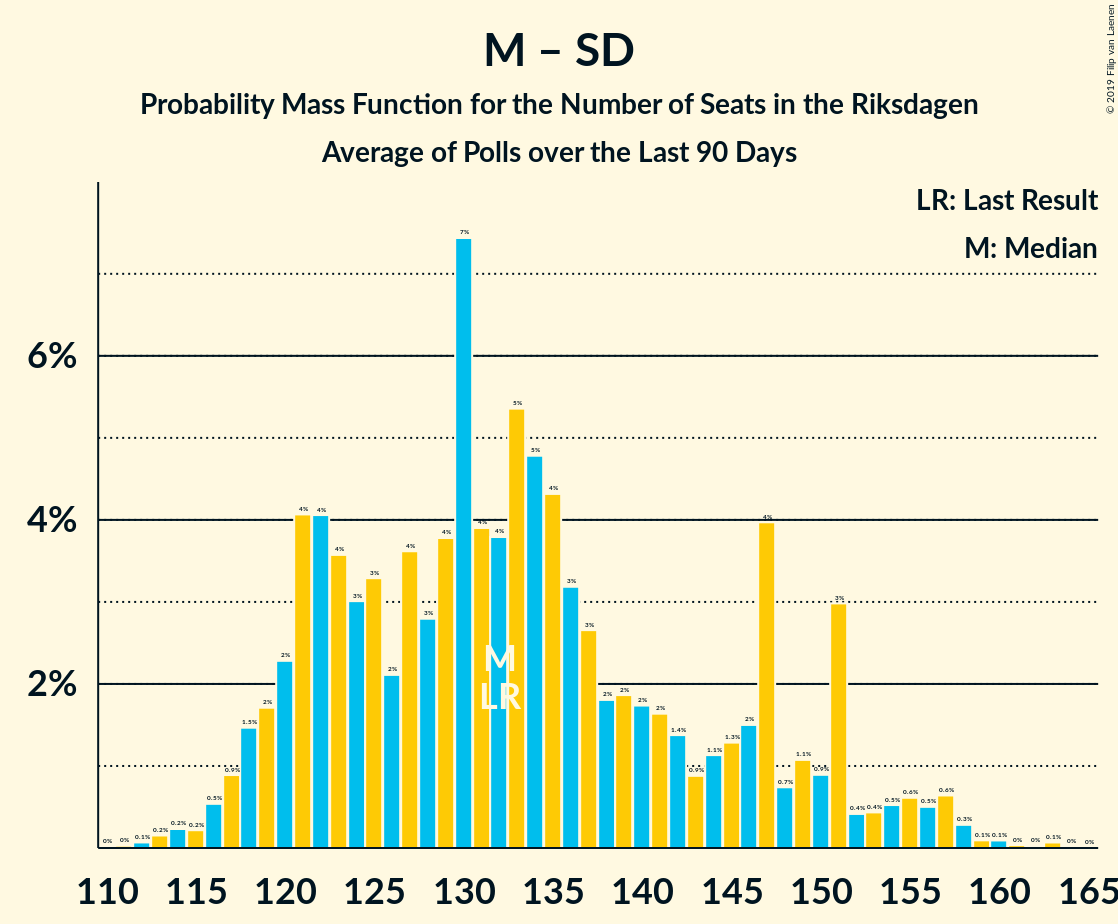 M – SD
Probability Mass Function for the Number of Seats in the Riksdagen
Average of Polls over the Last 90 Days
© 2019 Filip van Laenen
LR: Last Result
M: Median
6%
4%
2%
0% 0% 0.1% 0.2% 0.2% 0.2% 0.5% 0.9% 1.5% 2% 2% 4% 4% 4% 3% 3% 2% 4% 3% 4% 7% 4% 4% 5% 5% 4% 3% 3% 2% 2% 2% 2% 1.4% 0.9% 1.1% 1.3% 2% 4% 0.7% 1.1% 0.9% 3% 0.4% 0.4% 0.5% 0.6% 0.5% 0.6% 0.3% 0.1% 0.1% 0% 0% 0.1% 0% 0%
M
LR
110 115 120 125 130 135 140 145 150 155 160 165